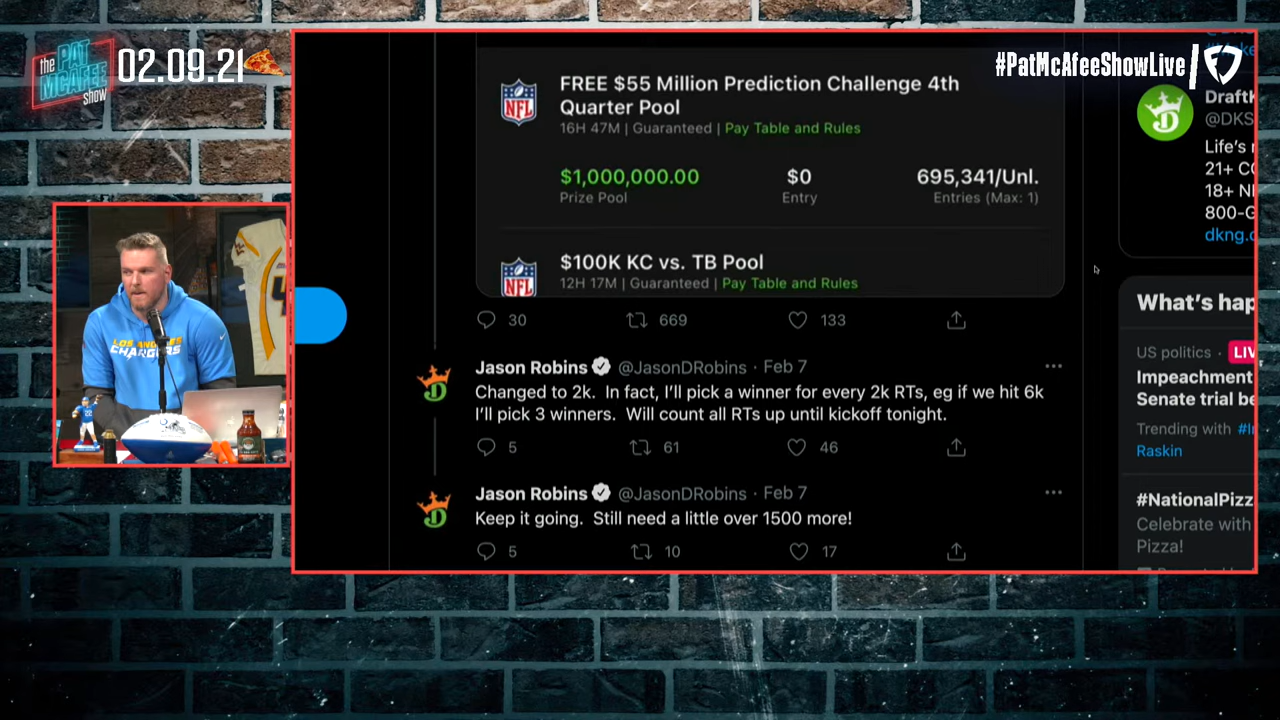 the
PAT
MCAFEE
show
02.09.21
#PatMcAfeeShowLive
LOS ANGELES
CHARGERS
NFL
FREE $55 Million Prediction Challenge 4th
Quarter Pool
16H 47M | Guaranteed | Pay Table and Rules
$1,000,000.00
$0
695,341/Unl.
Prize Pool
Entry
Entries (Max: 1)
NFL
$100K KC vs. TB Pool
12H 17M | Guaranteed | Pay Table and Rules
30
669
133
Jason Robins @JasonDRobins · Feb 7
Changed to 2k. In fact, I'll pick a winner for every 2k RTs, eg if we hit 6k
I'll pick 3 winners. Will count all RTs up until kickoff tonight.
5
61
46
Jason Robins @JasonDRobins · Feb 7
Keep it going. Still need a little over 1500 more!
5
10
17
DraftK
@DKS
Life's
21+
18+
800-G
dkng.
What's hap
US politics · LIV
Impeachment
Senate trial be
Trending with #I
Raskin
#NationalPizz
Celebrate with
Pizza!